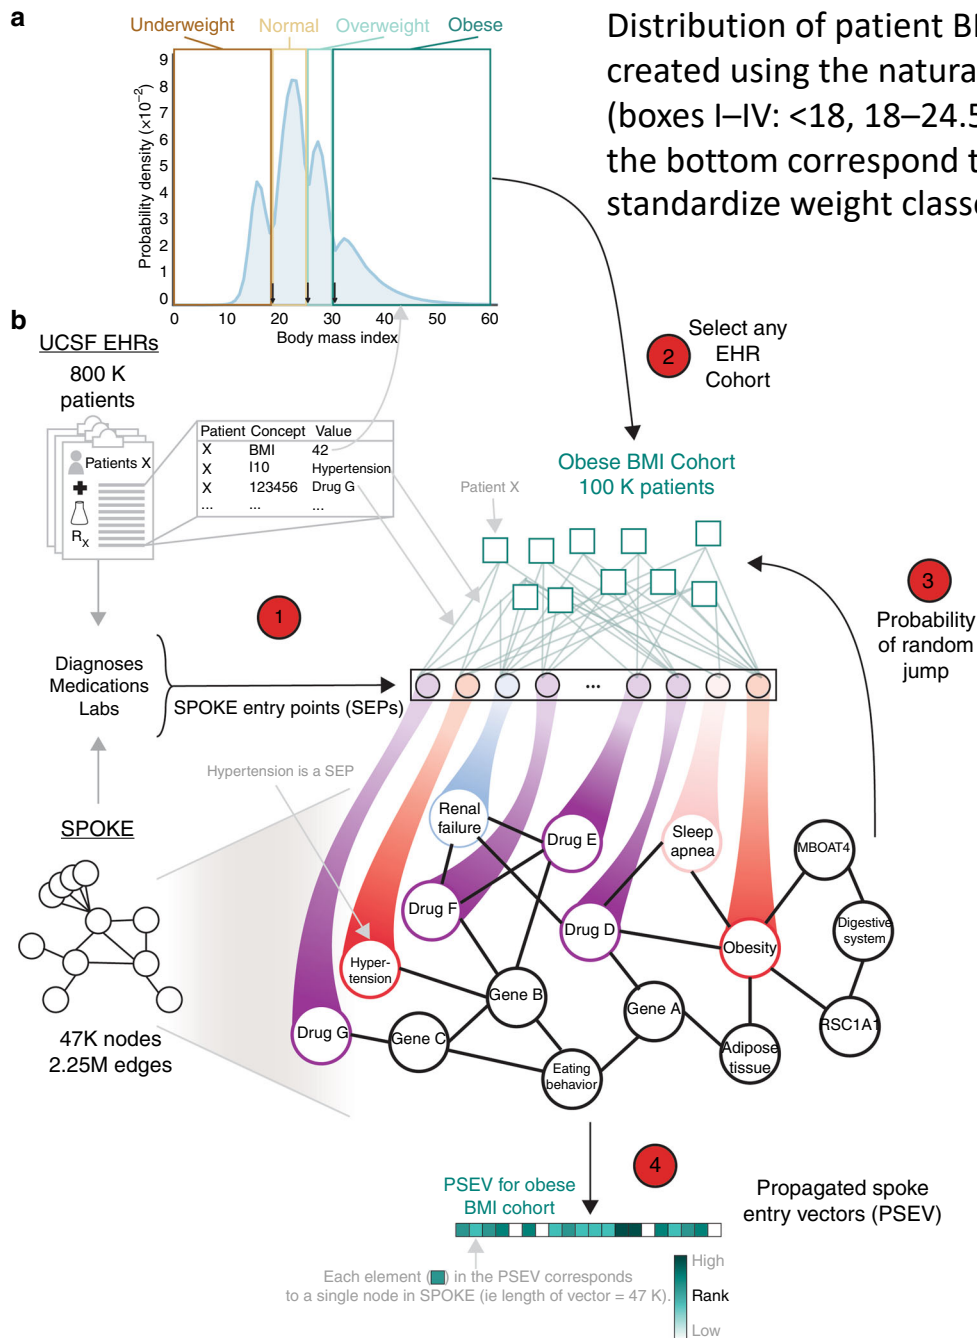 a
Underweight Normal Overweight Obese
Distribution of patient BM
created using the natura
(boxes I–IV: <18, 18–24.5
the bottom correspond t
standardize weight classe
Probability density (×10⁻²)
9
8
7
6
5
4
3
2
1
0
0 10 20 30 40 50 60
Body mass index
b
UCSF EHRs
800 K
patients
Patients X
Rx
Patient Concept Value
X BMI 42
X I10 Hypertension
X 123456 Drug G
... ... ...
2
Select any
EHR
Cohort
Obese BMI Cohort
100 K patients
Patient X
1
3
Probability
of random
jump
Diagnoses
Medications
Labs
SPOKE entry points (SEPs)
...
Hypertension is a SEP
SPOKE
47K nodes
2.25M edges
Renal
failure
Drug E
Sleep
apnea
MBOAT4
Drug F
Drug D
Obesity
Digestive
system
Hyper-
tension
Gene B
Gene A
RSC1A1
Drug G
Gene C
Eating
behavior
Adipose
tissue
4
PSEV for obese
BMI cohort
Propagated spoke
entry vectors (PSEV)
Each element ( ) in the PSEV corresponds
to a single node in SPOKE (ie length of vector = 47 K).
High
Rank
Low